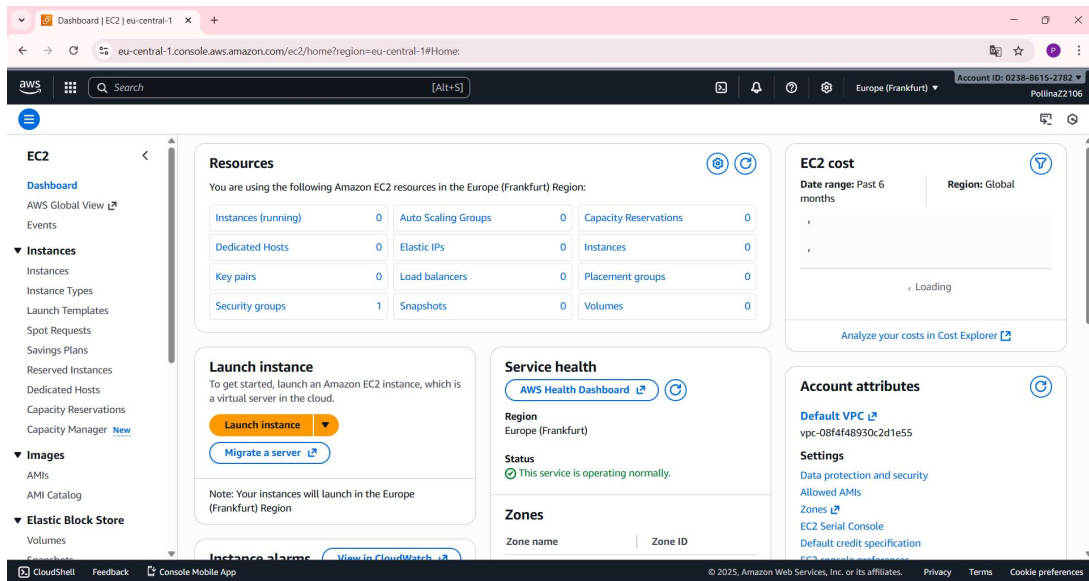 Dashboard | EC2 | eu-central-1
eu-central-1.console.aws.amazon.com/ec2/home?region=eu-central-1#Home:
P
aws
Search
[Alt+S]
Europe (Frankfurt)
Account ID: 0238-8615-2782
PollinaZ2106
EC2
Dashboard
AWS Global View
Events
Instances
Instances
Instance Types
Launch Templates
Spot Requests
Savings Plans
Reserved Instances
Dedicated Hosts
Capacity Reservations
Capacity Manager New
Images
AMIs
AMI Catalog
Elastic Block Store
Volumes
Snapshots
Resources
You are using the following Amazon EC2 resources in the Europe (Frankfurt) Region:
Instances (running) 0 Auto Scaling Groups 0 Capacity Reservations 0
Dedicated Hosts 0 Elastic IPs 0 Instances 0
Key pairs 0 Load balancers 0 Placement groups 0
Security groups 1 Snapshots 0 Volumes 0
Launch instance
To get started, launch an Amazon EC2 instance, which is
a virtual server in the cloud.
Launch instance
Migrate a server
Note: Your instances will launch in the Europe
(Frankfurt) Region
Instance alarms View in CloudWatch
Service health
AWS Health Dashboard
Region
Europe (Frankfurt)
Status
This service is operating normally.
Zones
Zone name Zone ID
EC2 cost
Date range: Past 6
months
Region: Global
Loading
Analyze your costs in Cost Explorer
Account attributes
Default VPC
vpc-08f4f48930c2d1e55
Settings
Data protection and security
Allowed AMIs
Zones
EC2 Serial Console
Default credit specification
EC2 console preferences
CloudShell Feedback Console Mobile App
© 2025, Amazon Web Services, Inc. or its affiliates. Privacy Terms Cookie preferences